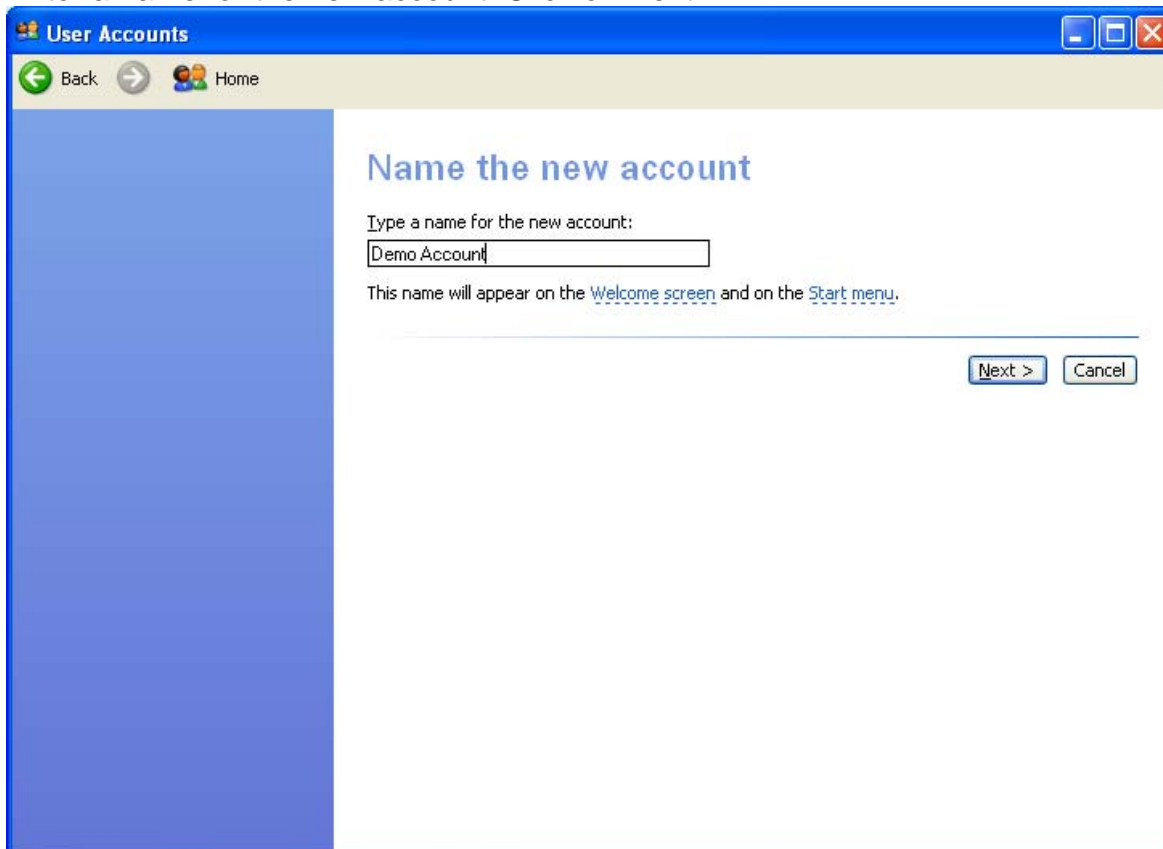 User Accounts
Back Home
Name the new account
Type a name for the new account:
Demo Account
This name will appear on the Welcome screen and on the Start menu.
Next > Cancel